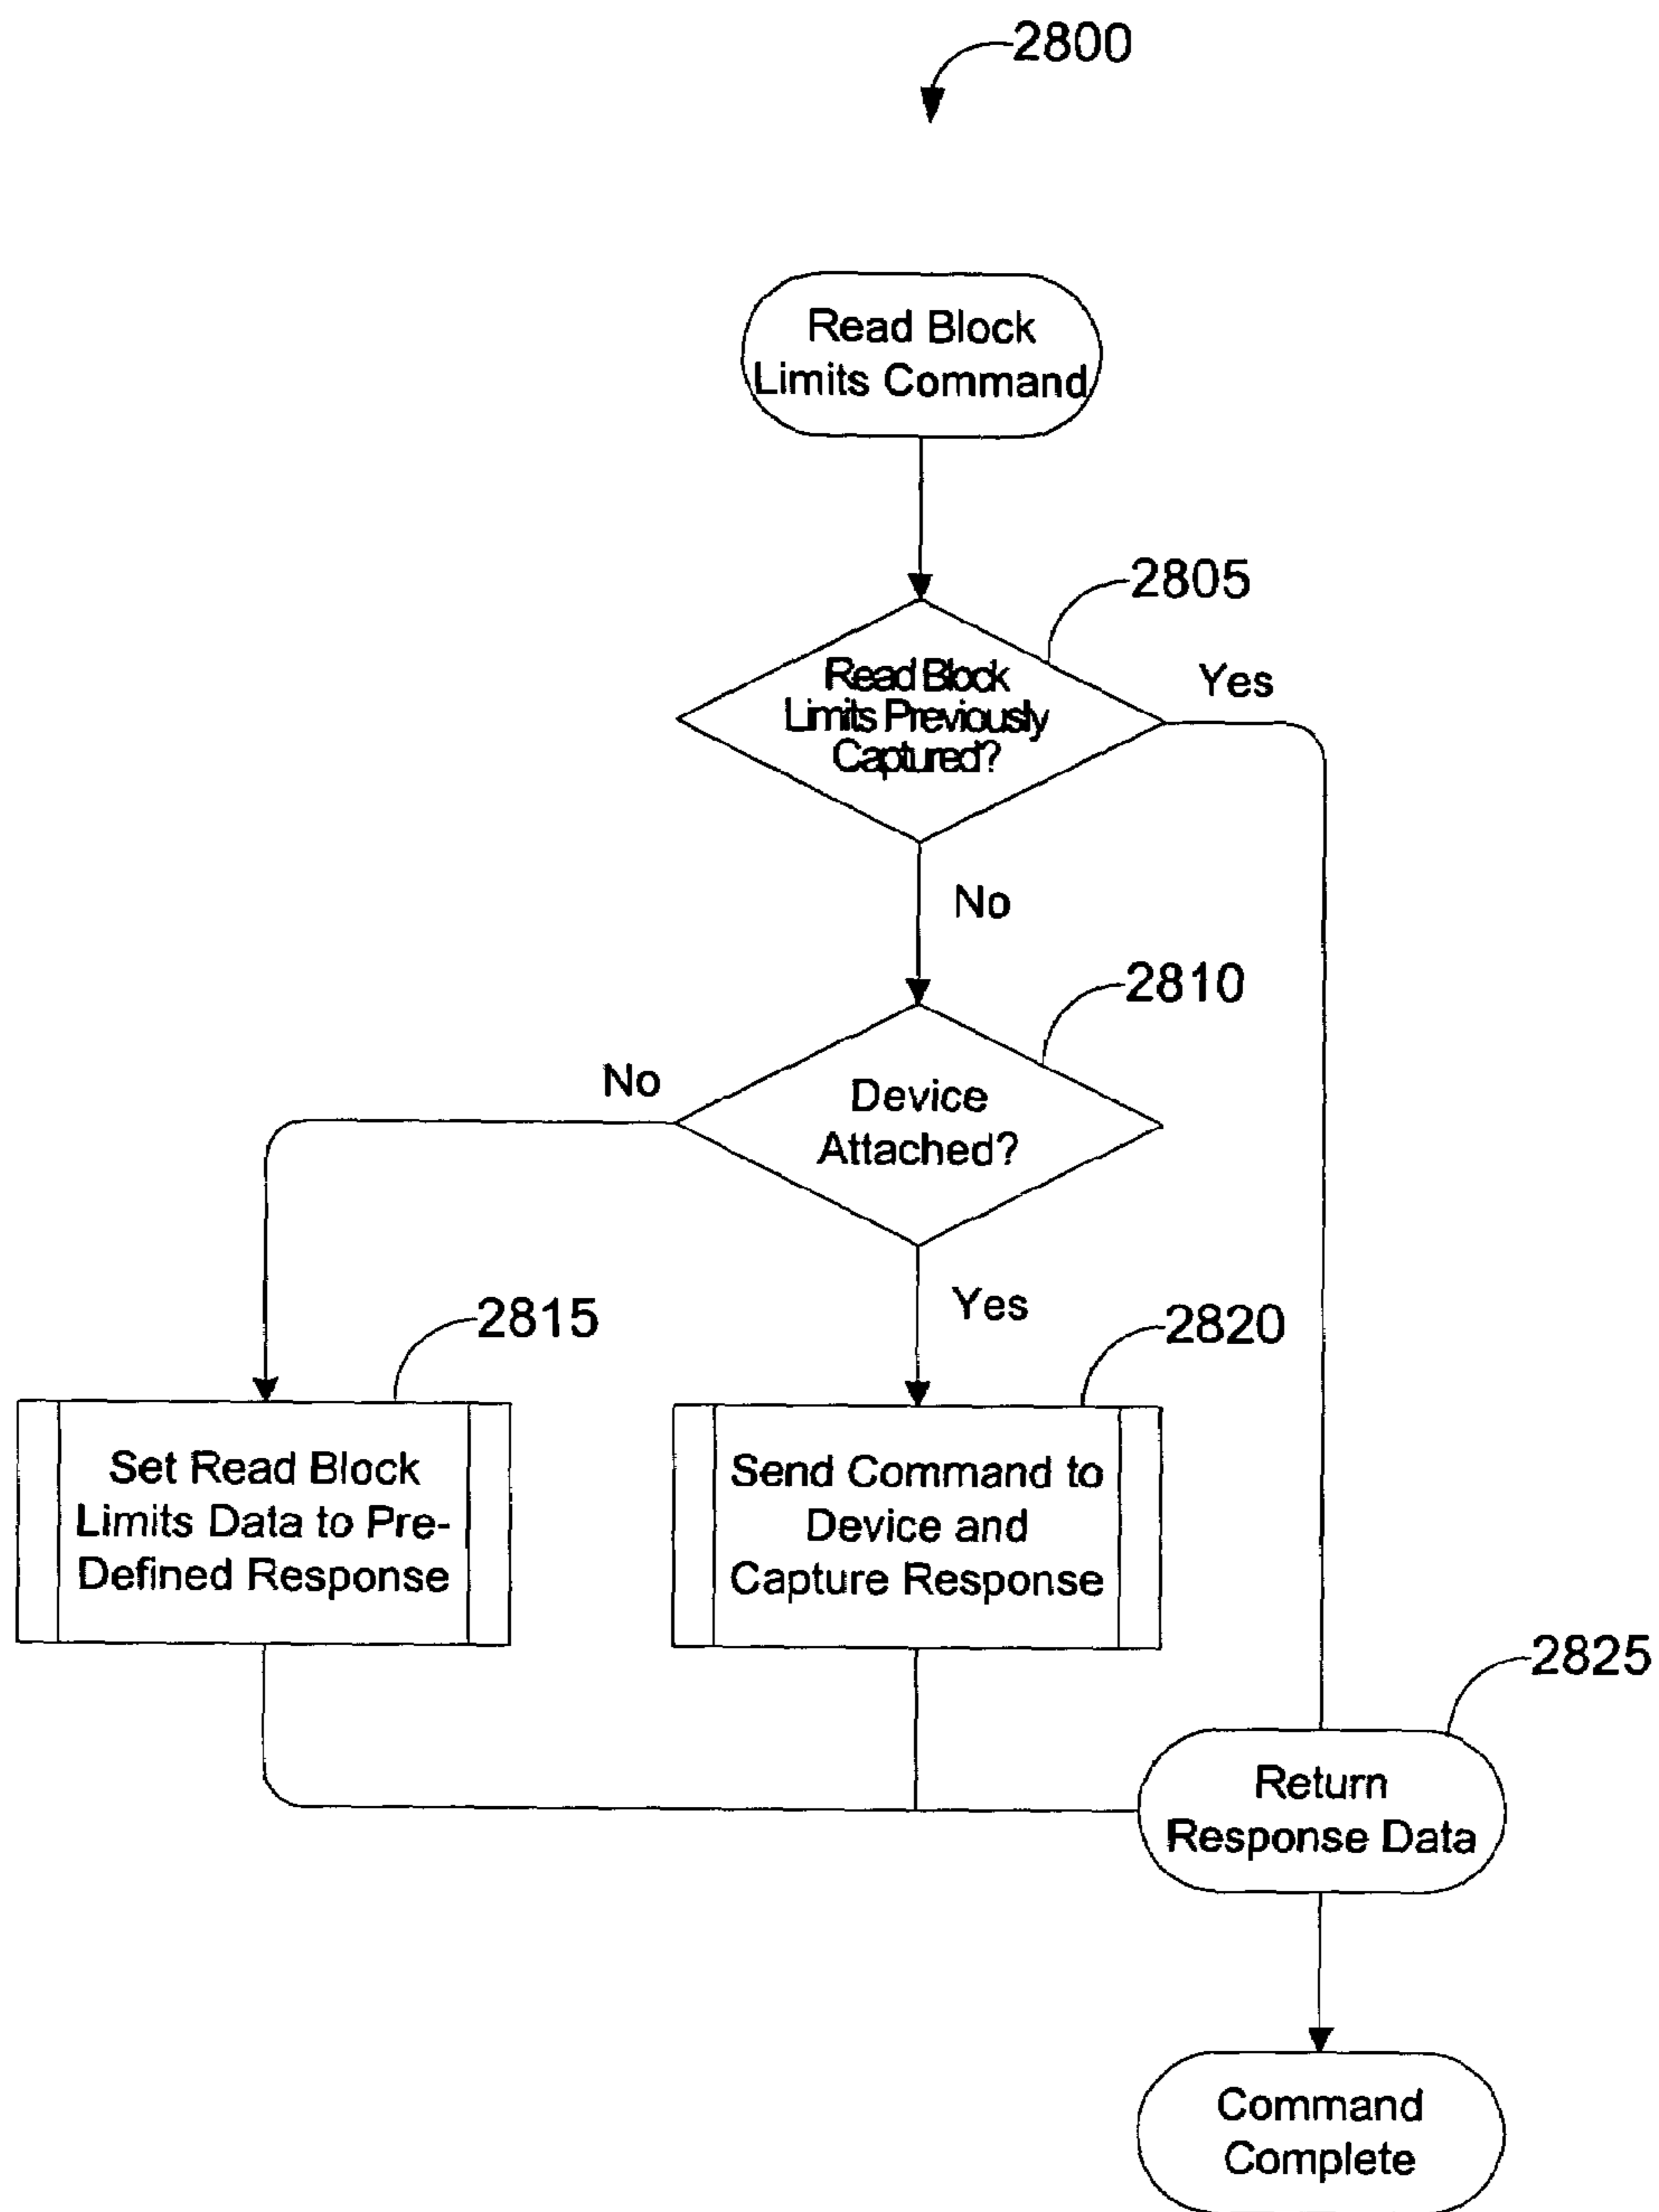 2800
Read Block
Limits Command
2805
Read Block
Limits Previously
Captured?
Yes
No
2810
Device
Attached?
No
Yes
2815
2820
Set Read Block
Limits Data to Pre-
Defined Response
Send Command to
Device and
Capture Response
2825
Return
Response Data
Command
Complete